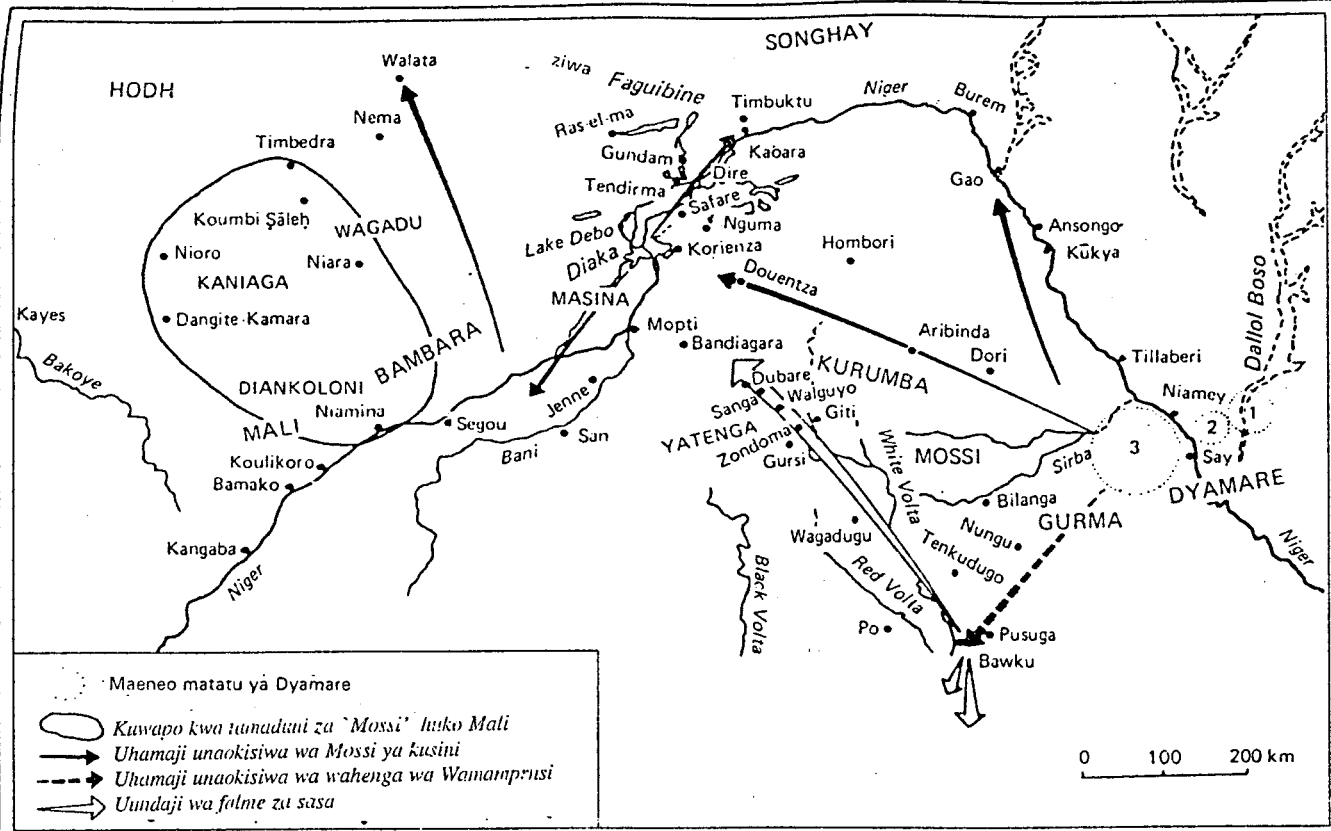 SONGHAY
HODH
Walata
ziwa Faguibine
Ras-el-ma
Timbuktu
Niger
Burem
Nema
Timbedra
Gundam
Kabara
Tendirma
Dire
Gao
Koumbi Ṣāleḥ
WAGADU
Safare
Nguma
Ansongo
Kūkya
Lake Debo
Diaka
Korienza
Hombori
Nioro
Niara
KANIAGA
Douentza
Dallol Boso
MASINA
Kayes
Dangite-Kamara
Mopti
Bandiagara
Aribinda
Dori
Tillaberi
Bakoye
BAMBARA
KURUMBA
Niamey
DIANKOLONI
Dubare
Walguyo
Sanga
Giti
Jenne
1
2
3
MALI
Niamina
Segou
San
YATENGA
Zondoma
Gursi
White Volta
MOSSI
Sirba
Say
Bani
DYAMARE
Koulikoro
Bamako
Bilanga
GURMA
Nungu
Wagadugu
Tenkudugo
Niger
Kangaba
Niger
Black Volta
Red Volta
Po
Pusuga
Bawku
Maeneo matatu ya Dyamare
Kuwapo kwa tamaduni za `Mossi' huko Mali
Uhamaji unaokisiwa wa Mossi ya kusini
Uhamaji unaokisiwa wa wahenga wa Wamamprusi
Uundaji wa falme za sasa
0 100 200 km